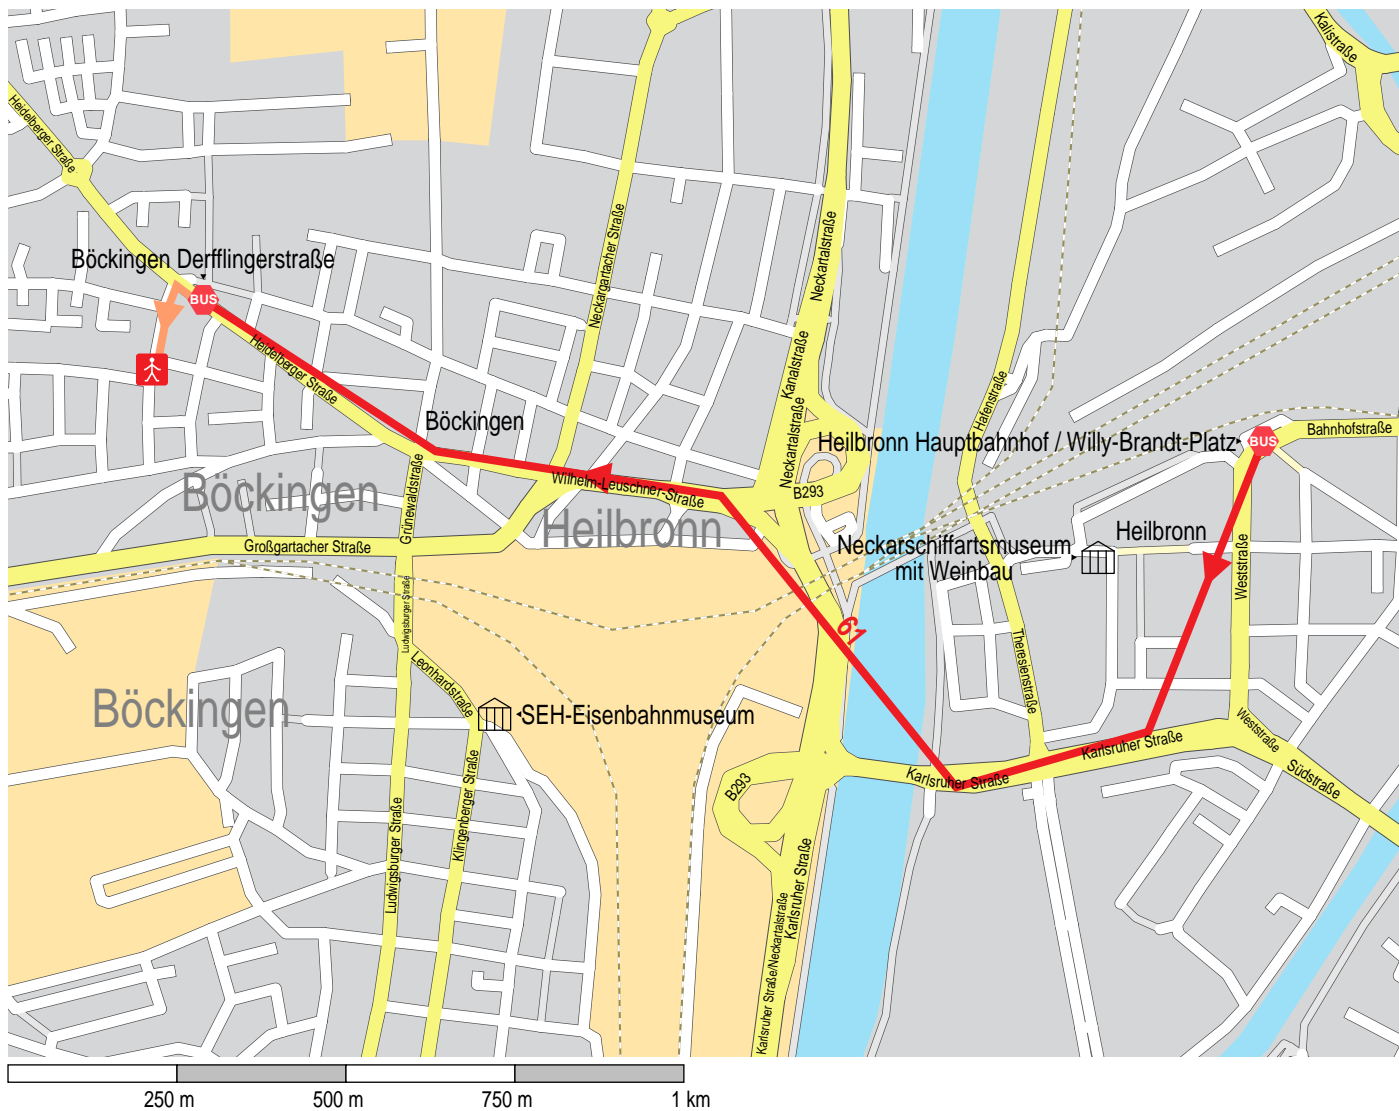 Kalistraße
Heidelberger Straße
Neckargartacher Straße
Neckartalstraße
Böckingen Derfflingerstraße
BUS
Heidelberger Straße
Kanalstraße
Neckartalstraße
Hafenstraße
Böckingen
Heilbronn Hauptbahnhof / Willy-Brandt-Platz
BUS
Bahnhofstraße
Böckingen
Grünewaldstraße
Wilhelm-Leuschner-Straße
B293
Heilbronn
Großgartacher Straße
Neckarschiffartsmuseum
mit Weinbau
Heilbronn
Weststraße
Ludwigsburger Straße
61
Theresienstraße
Leonhardstraße
Böckingen
SEH-Eisenbahnmuseum
Weststraße
Karlsruher Straße
Südstraße
Karlsruher Straße
B293
Klingenberger Straße
Ludwigsburger Straße
Karlsruher Straße
Karlsruher Straße/Neckartalstraße
250 m
500 m
750 m
1 km